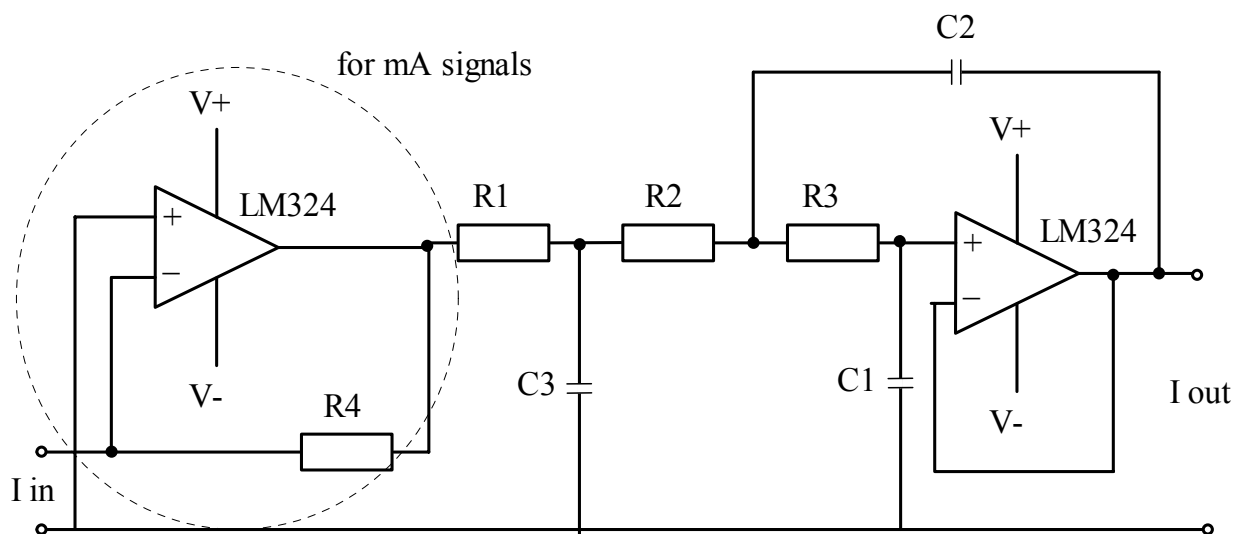 for mA signals
C2
V+
V+
LM324
R1
R2
R3
LM324
+
−
+
−
C3
C1
V-
R4
V-
I out
I in